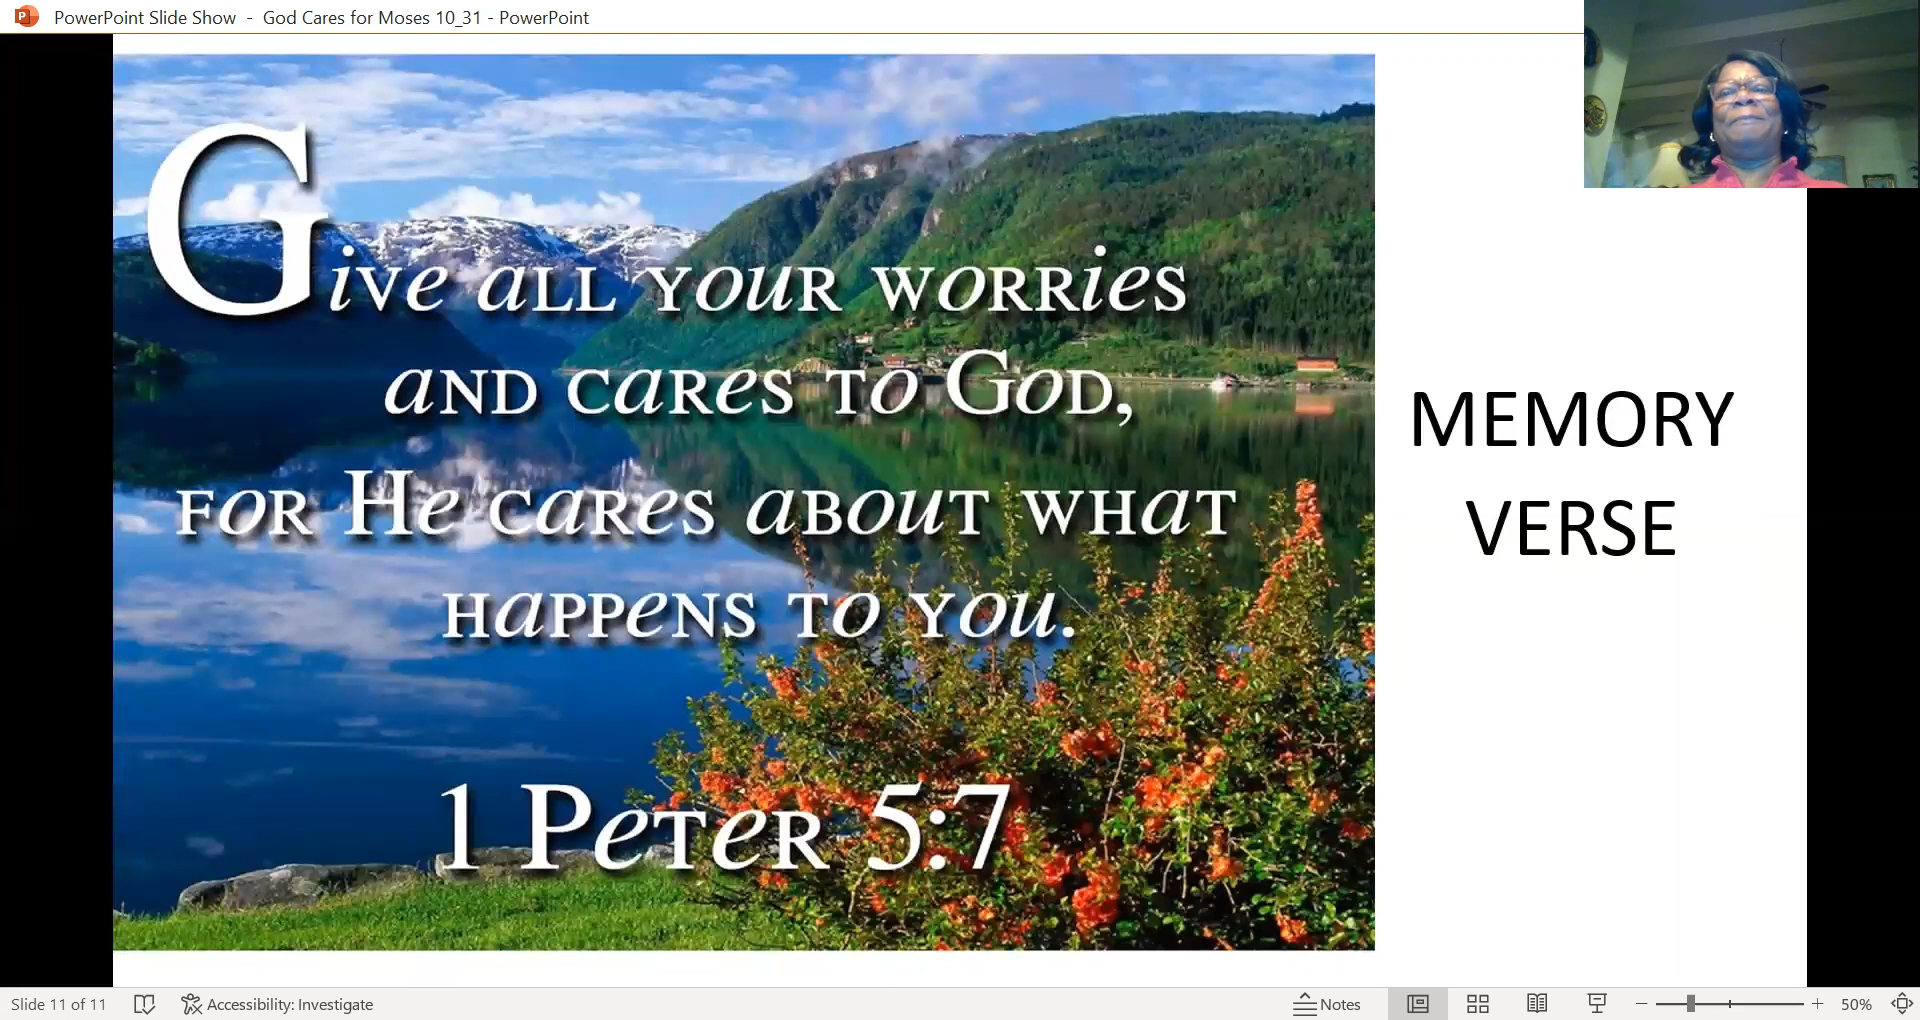 PowerPoint Slide Show - God Cares for Moses 10_31 - PowerPoint
Give all your worries
and cares to God,
for He cares about what
happens to you.
1 Peter 5:7
MEMORY
VERSE
Slide 11 of 11
Accessibility: Investigate
Notes
50%